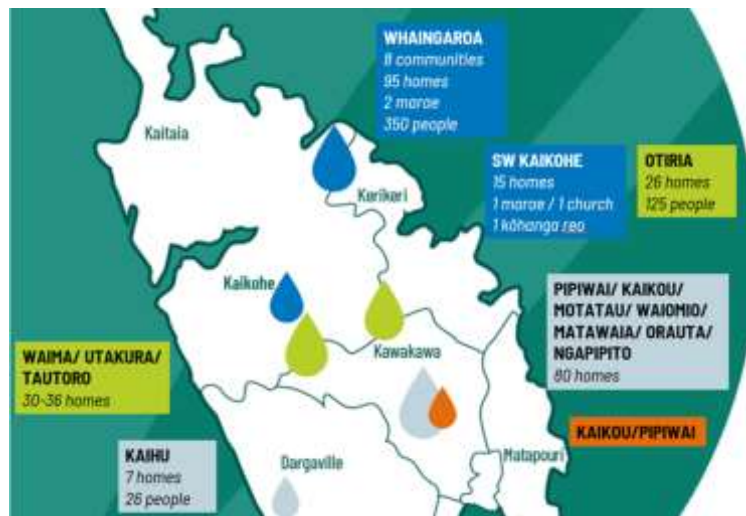 WHAINGAROA
8 communities
95 homes
2 marae
350 people
Kaitaia
SW KAIKOHE
15 homes
1 marae / 1 church
1 kōhanga reo
OTIRIA
26 homes
125 people
Kerikeri
Kaikohe
PIPIWAI/ KAIKOU/
MOTATAU/ WAIOMIO/
MATAWAIA/ ORAUTA/
NGAPIPITO
80 homes
WAIMA/ UTAKURA/
TAUTORO
30-36 homes
Kawakawa
KAIKOU/PIPIWAI
KAIHU
7 homes
26 people
Dargaville
Matapouri